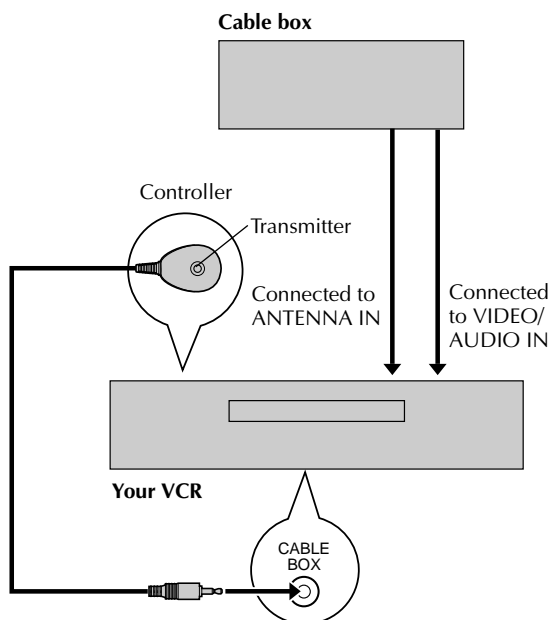 Cable box
Controller
Transmitter
Connected to
ANTENNA IN
Connected
to VIDEO/
AUDIO IN
Your VCR
CABLE
BOX